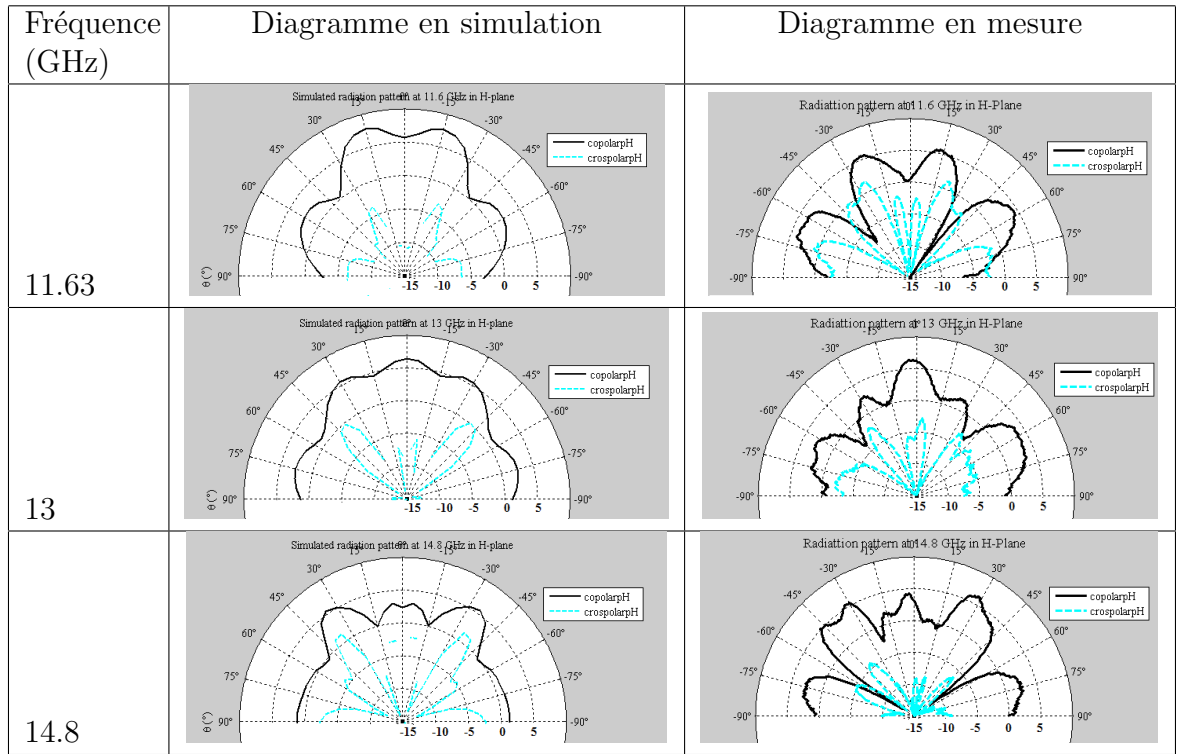 Fréquence (GHz)
Diagramme en simulation
Diagramme en mesure
11.63
Simulated radiation pattern at 11.6 GHz in H-plane
0°
15° -15°
30° -30°
45° -45°
60° -60°
75° -75°
90° -90°
θ (°)
-15 -10 -5 0 5
copolarpH
crospolarpH
Radiattion pattern at 11.6 GHz in H-Plane
0°
-15° 15°
-30° 30°
-45° 45°
-60° 60°
-75° 75°
-90° 90°
-15 -10 -5 0 5
copolarpH
crospolarpH
13
Simulated radiation pattern at 13 GHz in H-plane
0°
15° -15°
30° -30°
45° -45°
60° -60°
75° -75°
90° -90°
θ (°)
-15 -10 -5 0 5
copolarpH
crospolarpH
Radiattion pattern at 13 GHz in H-Plane
-15° 15°
-30° 30°
-45° 45°
-60° 60°
-75° 75°
-90° 90°
-15 -10 -5 0 5
copolarpH
crospolarpH
14.8
Simulated radiation pattern at 14.8 GHz in H-plane
0°
15° -15°
30° -30°
45° -45°
60° -60°
75° -75°
90° -90°
θ (°)
-15 -10 -5 0 5
copolarpH
crospolarpH
Radiattion pattern at 14.8 GHz in H-Plane
0°
-15° 15°
-30° 30°
-45° 45°
-60° 60°
-75° 75°
-90° 90°
-15 -10 -5 0 5
copolarpH
crospolarpH